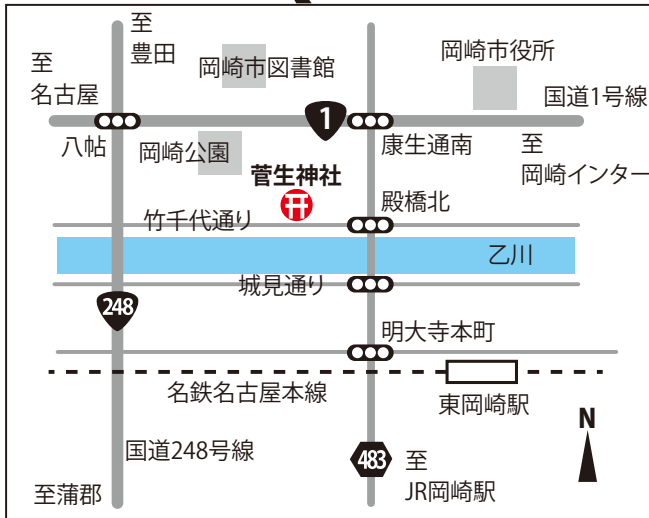 至
豊田
岡崎市図書館
岡崎市役所
至
名古屋
国道1号線
1
八帖
岡崎公園
康生通南
至
岡崎インター
菅生神社
殿橋北
竹千代通り
乙川
城見通り
248
明大寺本町
名鉄名古屋本線
東岡崎駅
N
国道248号線
483
至
JR岡崎駅
至蒲郡